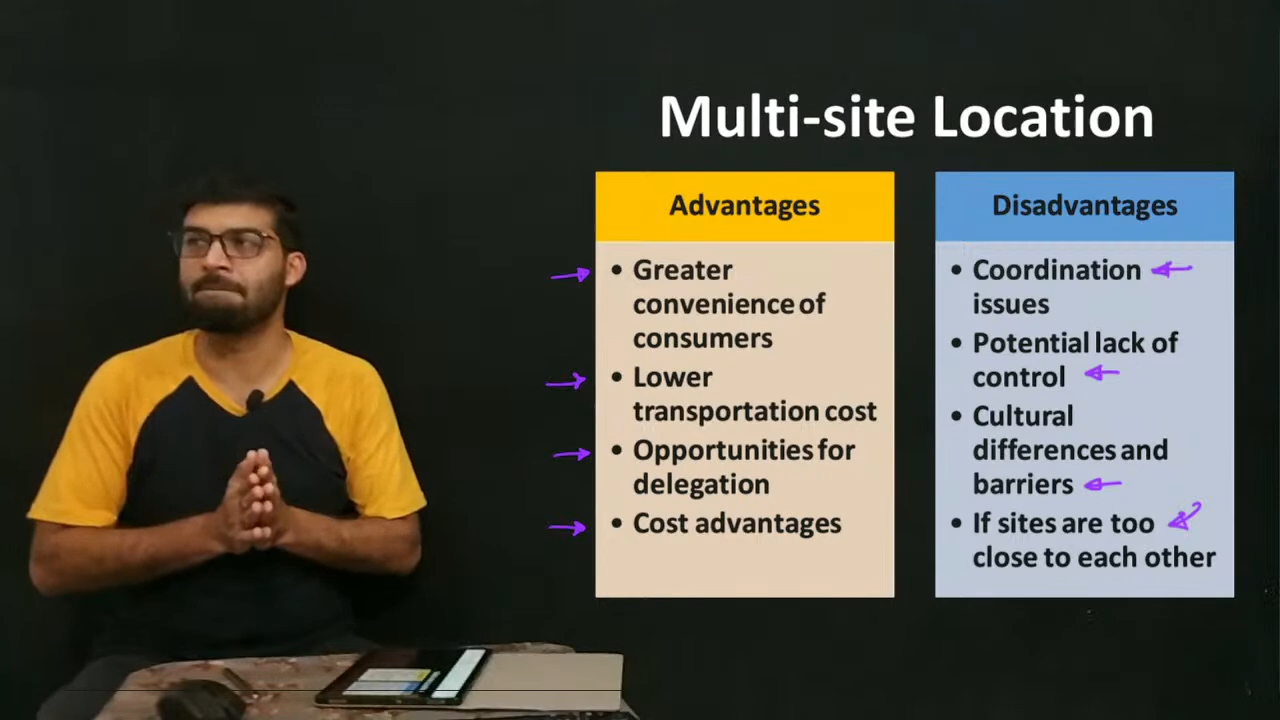 Multi-site Location
Advantages
• Greater
convenience of
consumers
• Lower
transportation cost
• Opportunities for
delegation
• Cost advantages
Disadvantages
• Coordination
issues
• Potential lack of
control
• Cultural
differences and
barriers
• If sites are too
close to each other